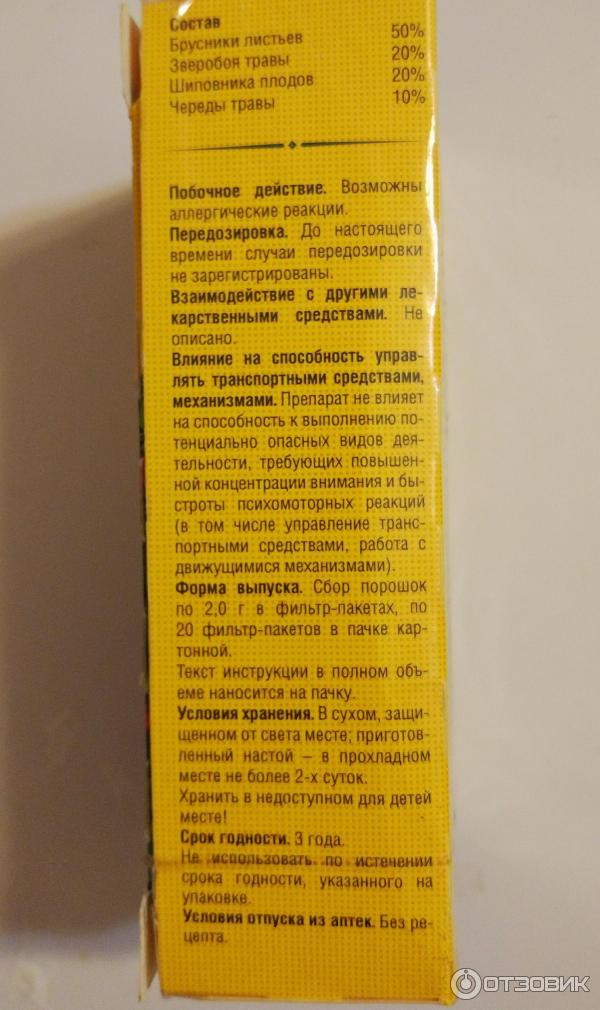 Состав
Брусники листьев 50%
Зверобоя травы 20%
Шиповника плодов 20%
Череды травы 10%
Побочное действие. Возможны
аллергические реакции.
Передозировка. До настоящего
времени случаи передозировки
не зарегистрированы.
Взаимодействие с другими ле-
карственными средствами. Не
описано.
Влияние на способность управ-
лять транспортными средствами,
механизмами. Препарат не влияет
на способность к выполнению по-
тенциально опасных видов дея-
тельности, требующих повышен-
ной концентрации внимания и бы-
строты психомоторных реакций
(в том числе управление транс-
портными средствами, работа с
движущимися механизмами).
Форма выпуска. Сбор порошок
по 2,0 г в фильтр-пакетах, по
20 фильтр-пакетов в пачке кар-
тонной.
Текст инструкции в полном объ-
еме наносится на пачку.
Условия хранения. В сухом, защи-
щенном от света месте; приготов-
ленный настой – в прохладном
месте не более 2-х суток.
Хранить в недоступном для детей
месте!
Срок годности. 3 года.
Не использовать по истечении
срока годности, указанного на
упаковке.
Условия отпуска из аптек. Без ре-
цепта.
ОТЗОВИК